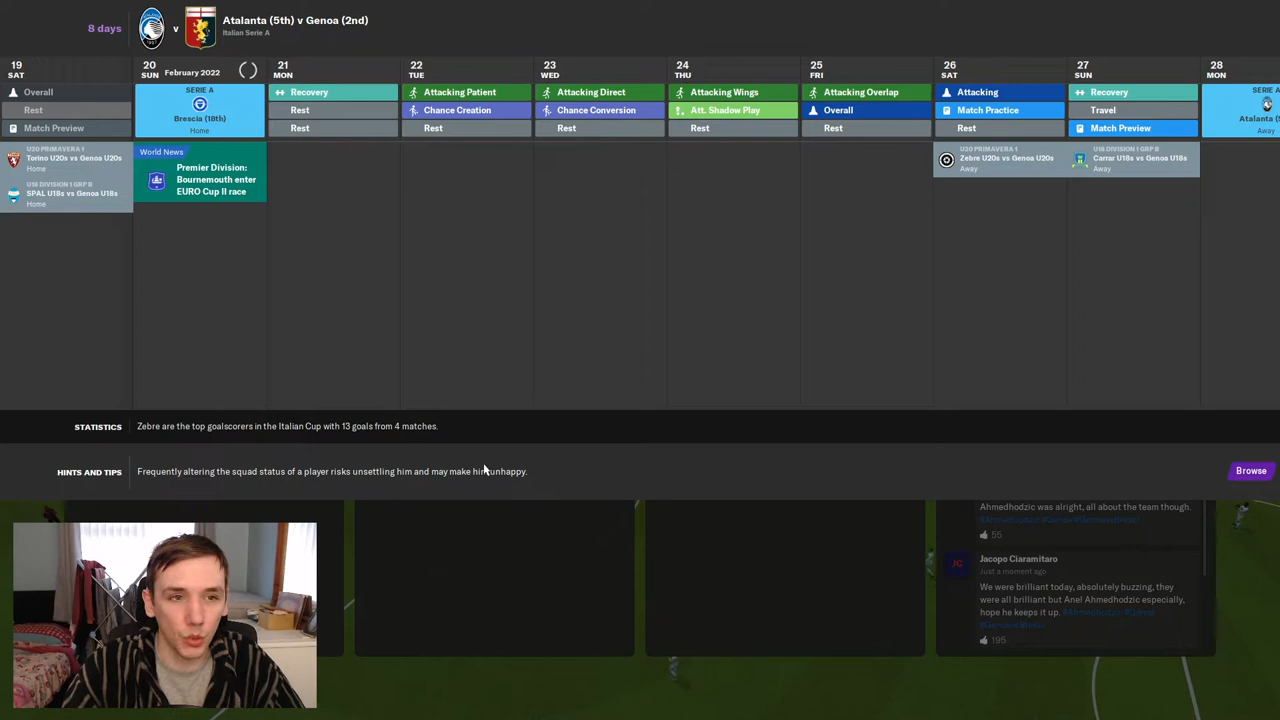 8 days
v
Atalanta (5th) v Genoa (2nd)
Italian Serie A
19
SAT
20
SUN
February 2022
21
MON
22
TUE
23
WED
24
THU
25
FRI
26
SAT
27
SUN
28
MON
Overall
Rest
Match Preview
SERIE A
Brescia (18th)
Home
Recovery
Rest
Rest
Attacking Patient
Chance Creation
Rest
Attacking Direct
Chance Conversion
Rest
Attacking Wings
Att. Shadow Play
Rest
Attacking Overlap
Overall
Rest
Attacking
Match Practice
Rest
Recovery
Travel
Match Preview
SERIE A
Atalanta (5
Away
U20 PRIMAVERA 1
Torino U20s vs Genoa U20s
Home
U18 DIVISION 1 GRP B
SPAL U18s vs Genoa U18s
Home
World News
Premier Division:
Bournemouth enter
EURO Cup II race
U20 PRIMAVERA 1
Zebre U20s vs Genoa U20s
Away
U18 DIVISION 1 GRP B
Carrar U18s vs Genoa U18s
Away
STATISTICS
Zebre are the top goalscorers in the Italian Cup with 13 goals from 4 matches.
HINTS AND TIPS
Frequently altering the squad status of a player risks unsettling him and may make him unhappy.
Browse
Ahmedhodzic was alright, all about the team though.
55
JC
Jacopo Ciaramitaro
Just a moment ago
We were brilliant today, absolutely buzzing, they
were all brilliant but Anel Ahmedhodzic especially,
hope he keeps it up.
195